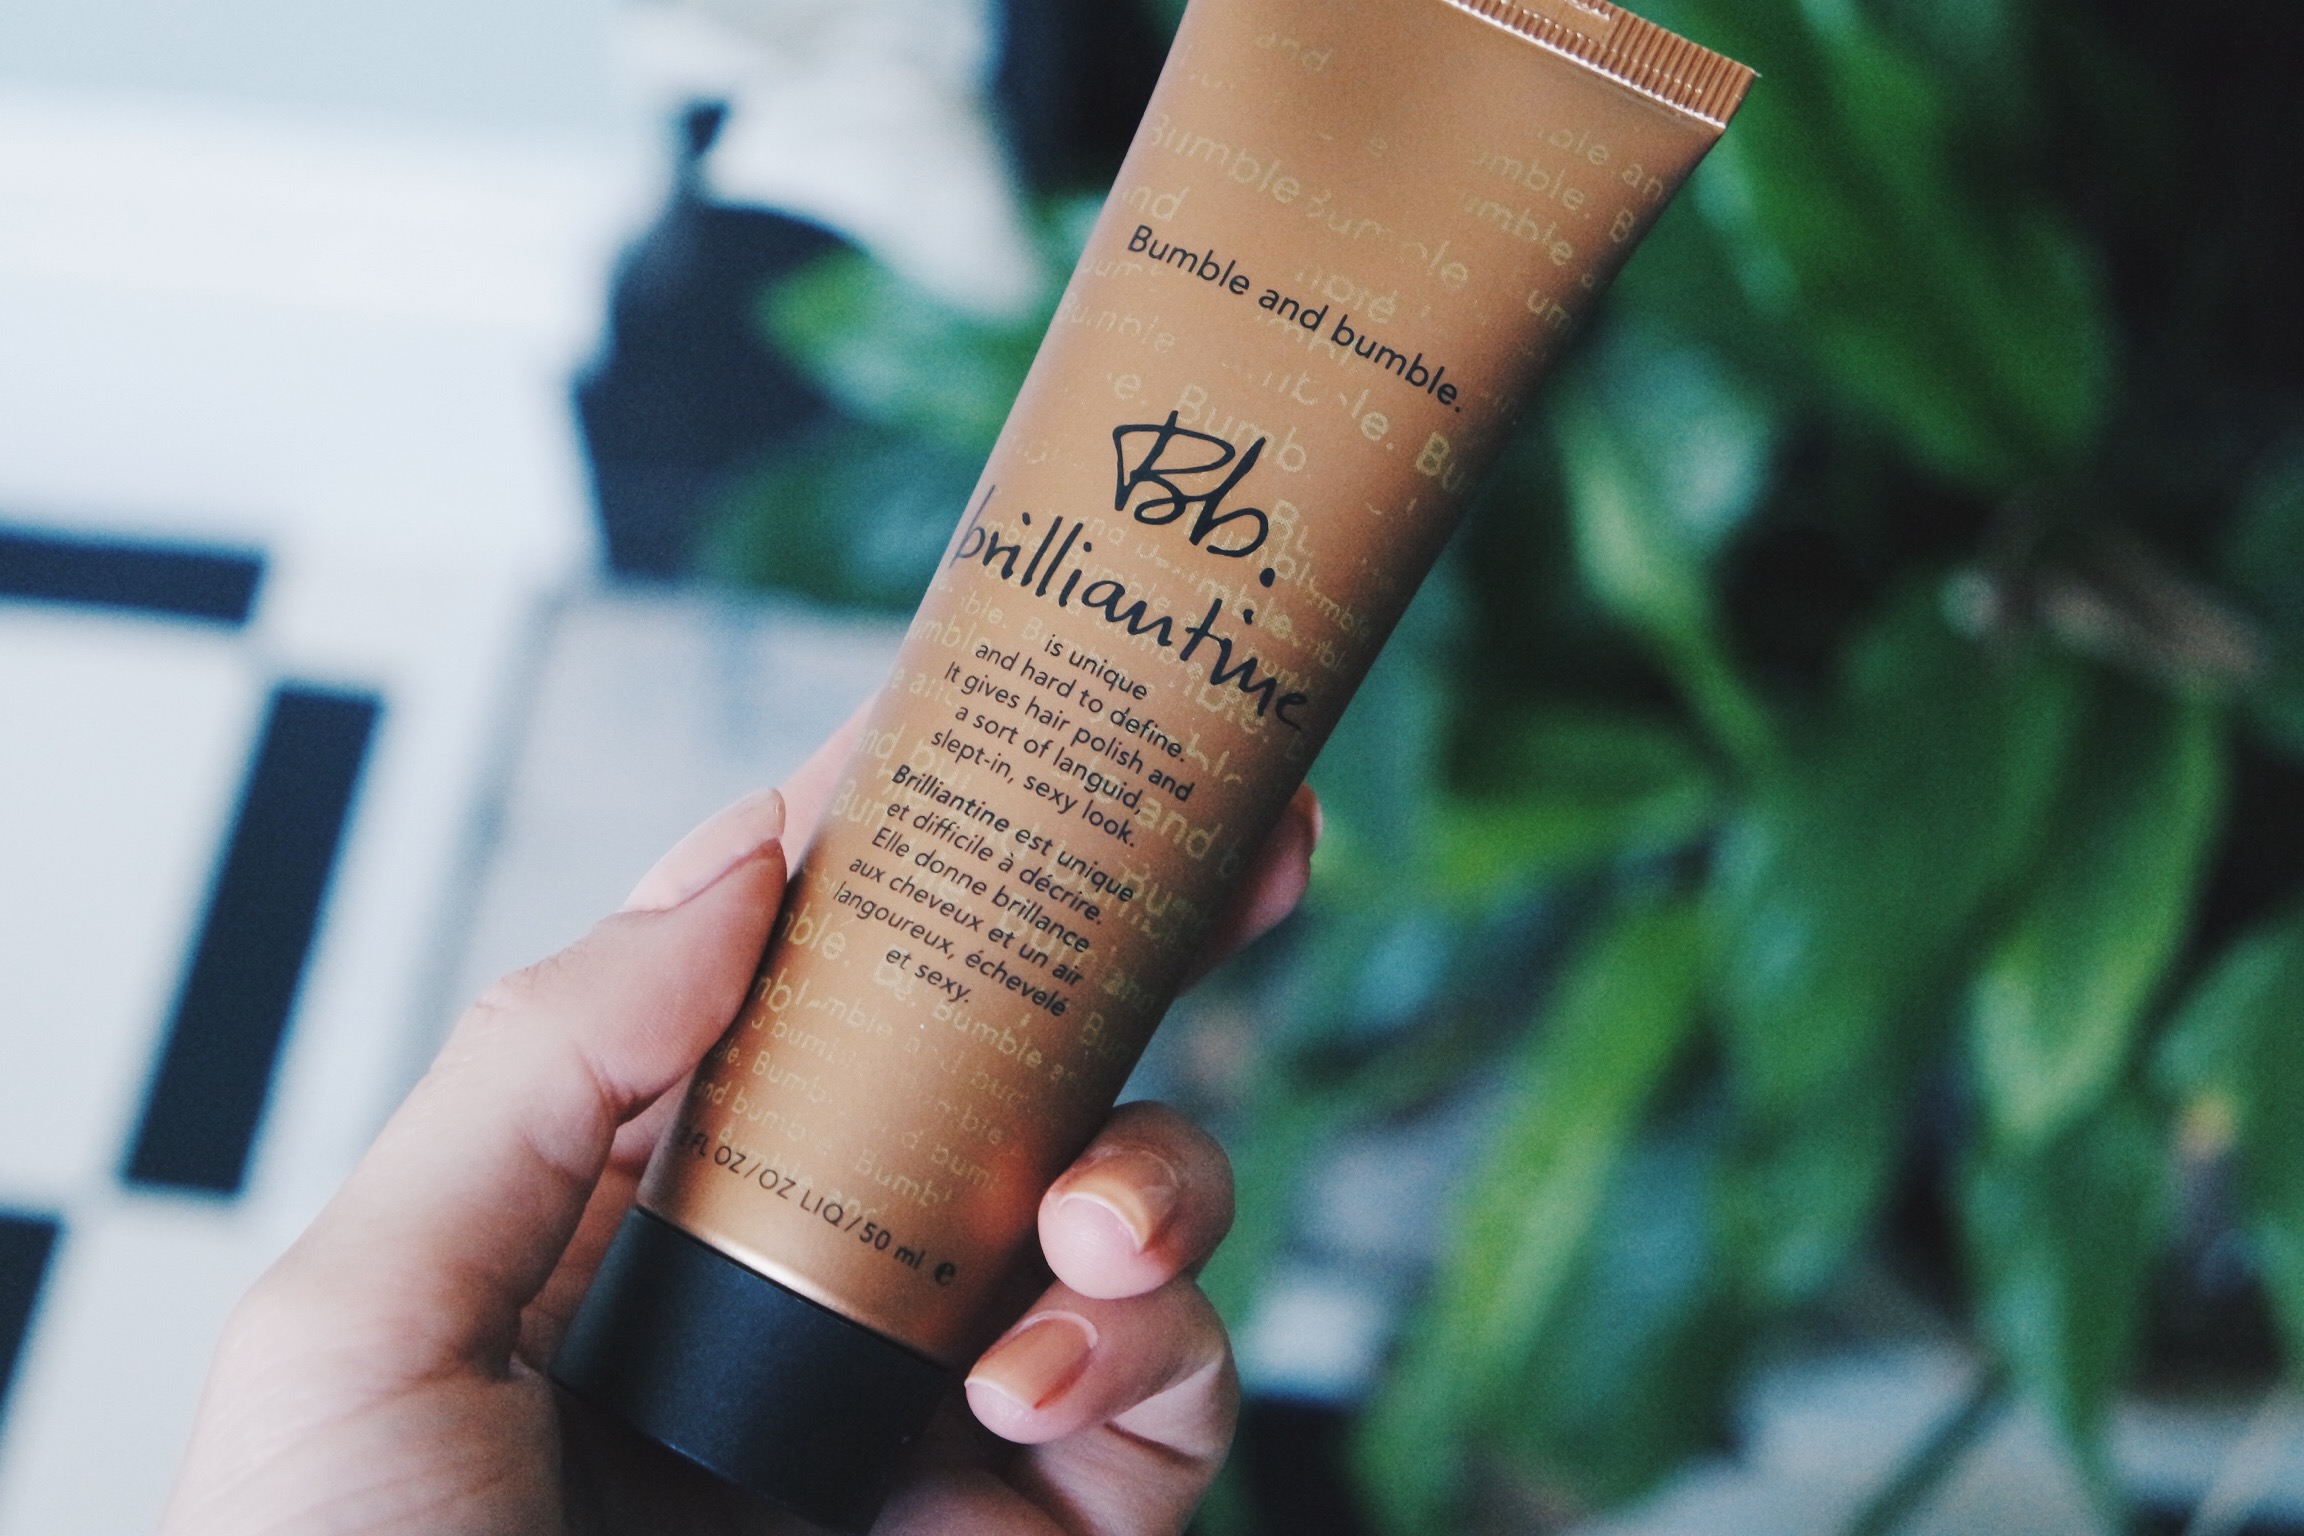 Bumble and bumble.
Bb.
brilliantine
is unique
and hard to define.
It gives hair polish and
a sort of languid,
slept-in, sexy look.
Brilliantine est unique
et difficile à décrire.
Elle donne brillance
aux cheveux et un air
langoureux, échevelé
et sexy.
FL OZ/OZ LIQ/50 ml e